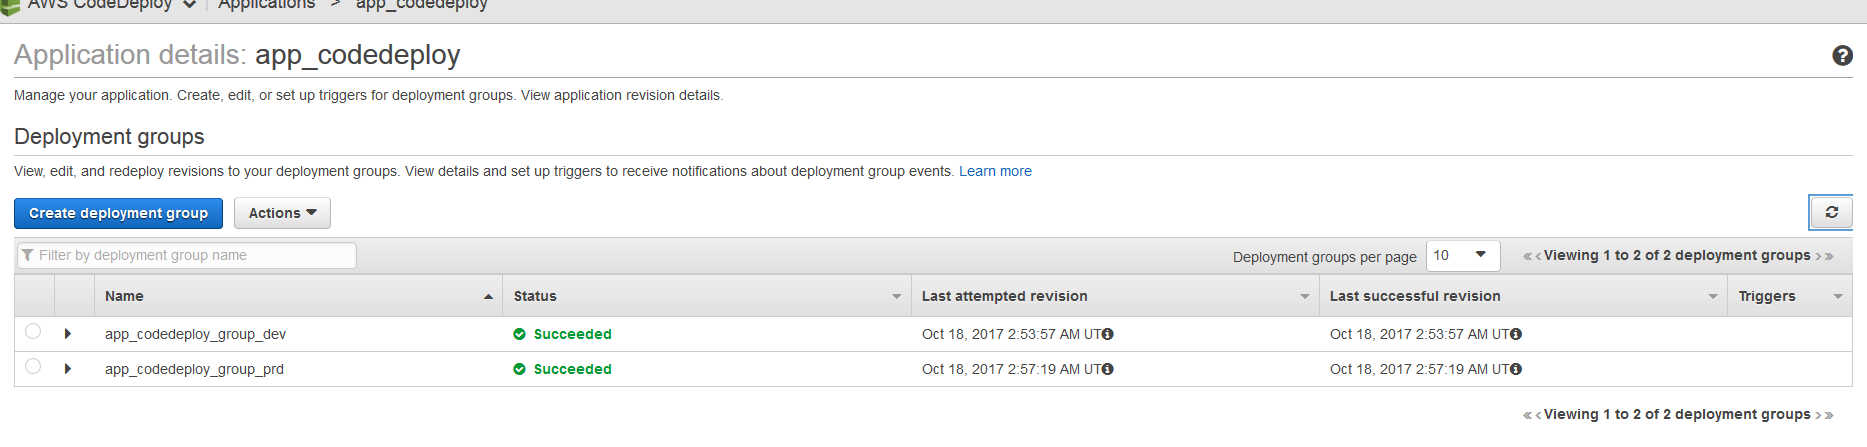 AWS CodeDeploy Applications > app_codedeploy
Application details: app_codedeploy
Manage your application. Create, edit, or set up triggers for deployment groups. View application revision details.
Deployment groups
View, edit, and redeploy revisions to your deployment groups. View details and set up triggers to receive notifications about deployment group events. Learn more
Create deployment group Actions
Filter by deployment group name Deployment groups per page 10 « < Viewing 1 to 2 of 2 deployment groups > »
Name Status Last attempted revision Last successful revision Triggers
app_codedeploy_group_dev Succeeded Oct 18, 2017 2:53:57 AM UT Oct 18, 2017 2:53:57 AM UT
app_codedeploy_group_prd Succeeded Oct 18, 2017 2:57:19 AM UT Oct 18, 2017 2:57:19 AM UT
« < Viewing 1 to 2 of 2 deployment groups > »